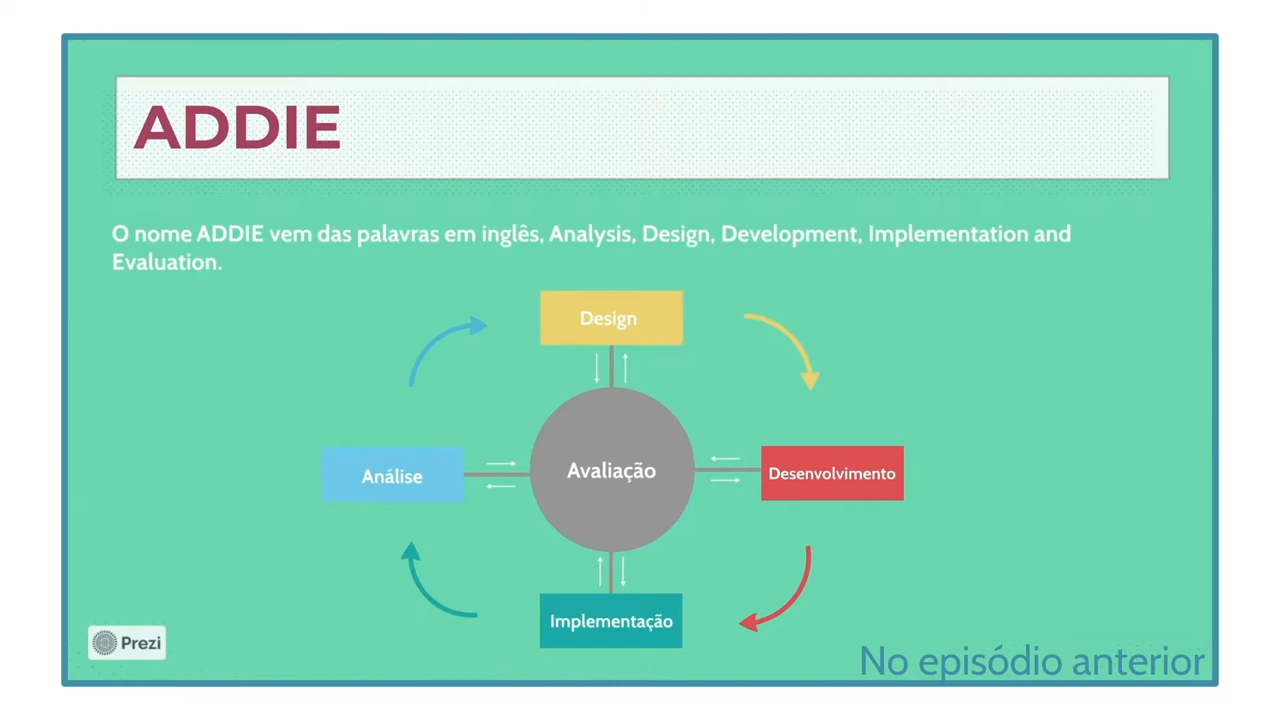 ADDIE
O nome ADDIE vem das palavras em inglês, Analysis, Design, Development, Implementation and
Evaluation.
Design
Análise
Avaliação
Desenvolvimento
Implementação
Prezi
No episódio anterior